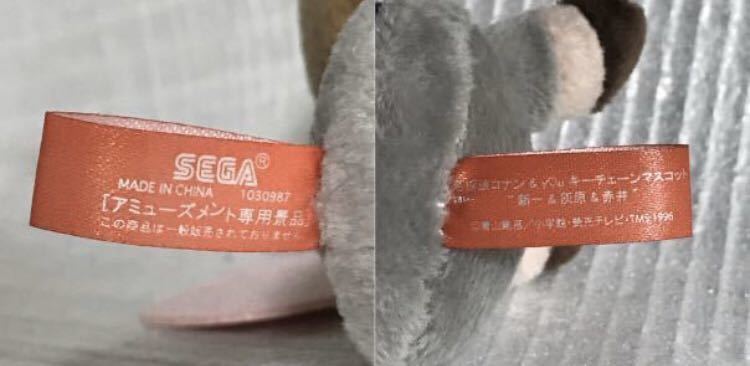 SEGA®
MADE IN CHINA 1030987
[アミューズメント専用景品]
この商品は一般販売されておりません
名探偵コナン & you キーチェーンマスコット
"新一 & 灰原 & 赤井"
©青山剛昌/小学館・読売テレビ・TMS 1996